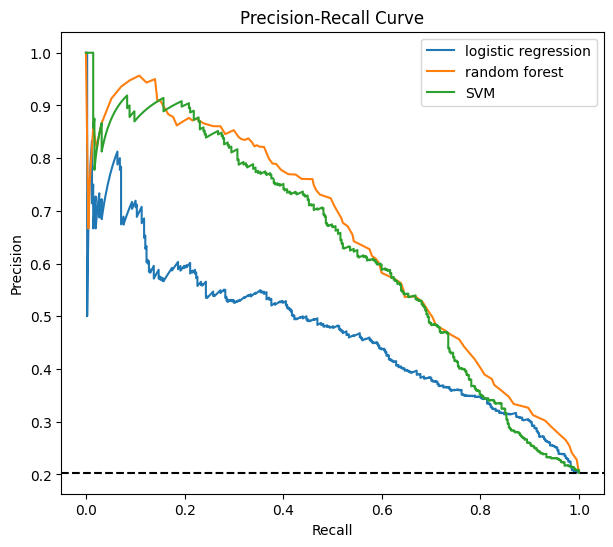 Precision-Recall Curve
logistic regression
random forest
SVM
Precision
1.0
0.9
0.8
0.7
0.6
0.5
0.4
0.3
0.2
0.0
0.2
0.4
0.6
0.8
1.0
Recall